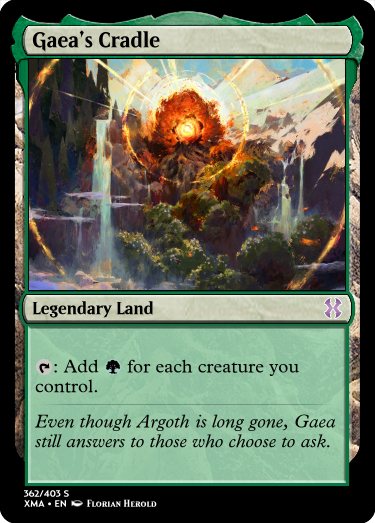 Gaea's Cradle
Legendary Land
: Add for each creature you
control.
Even though Argoth is long gone, Gaea
still answers to those who choose to ask.
362/403 S
XMA • EN Florian Herold